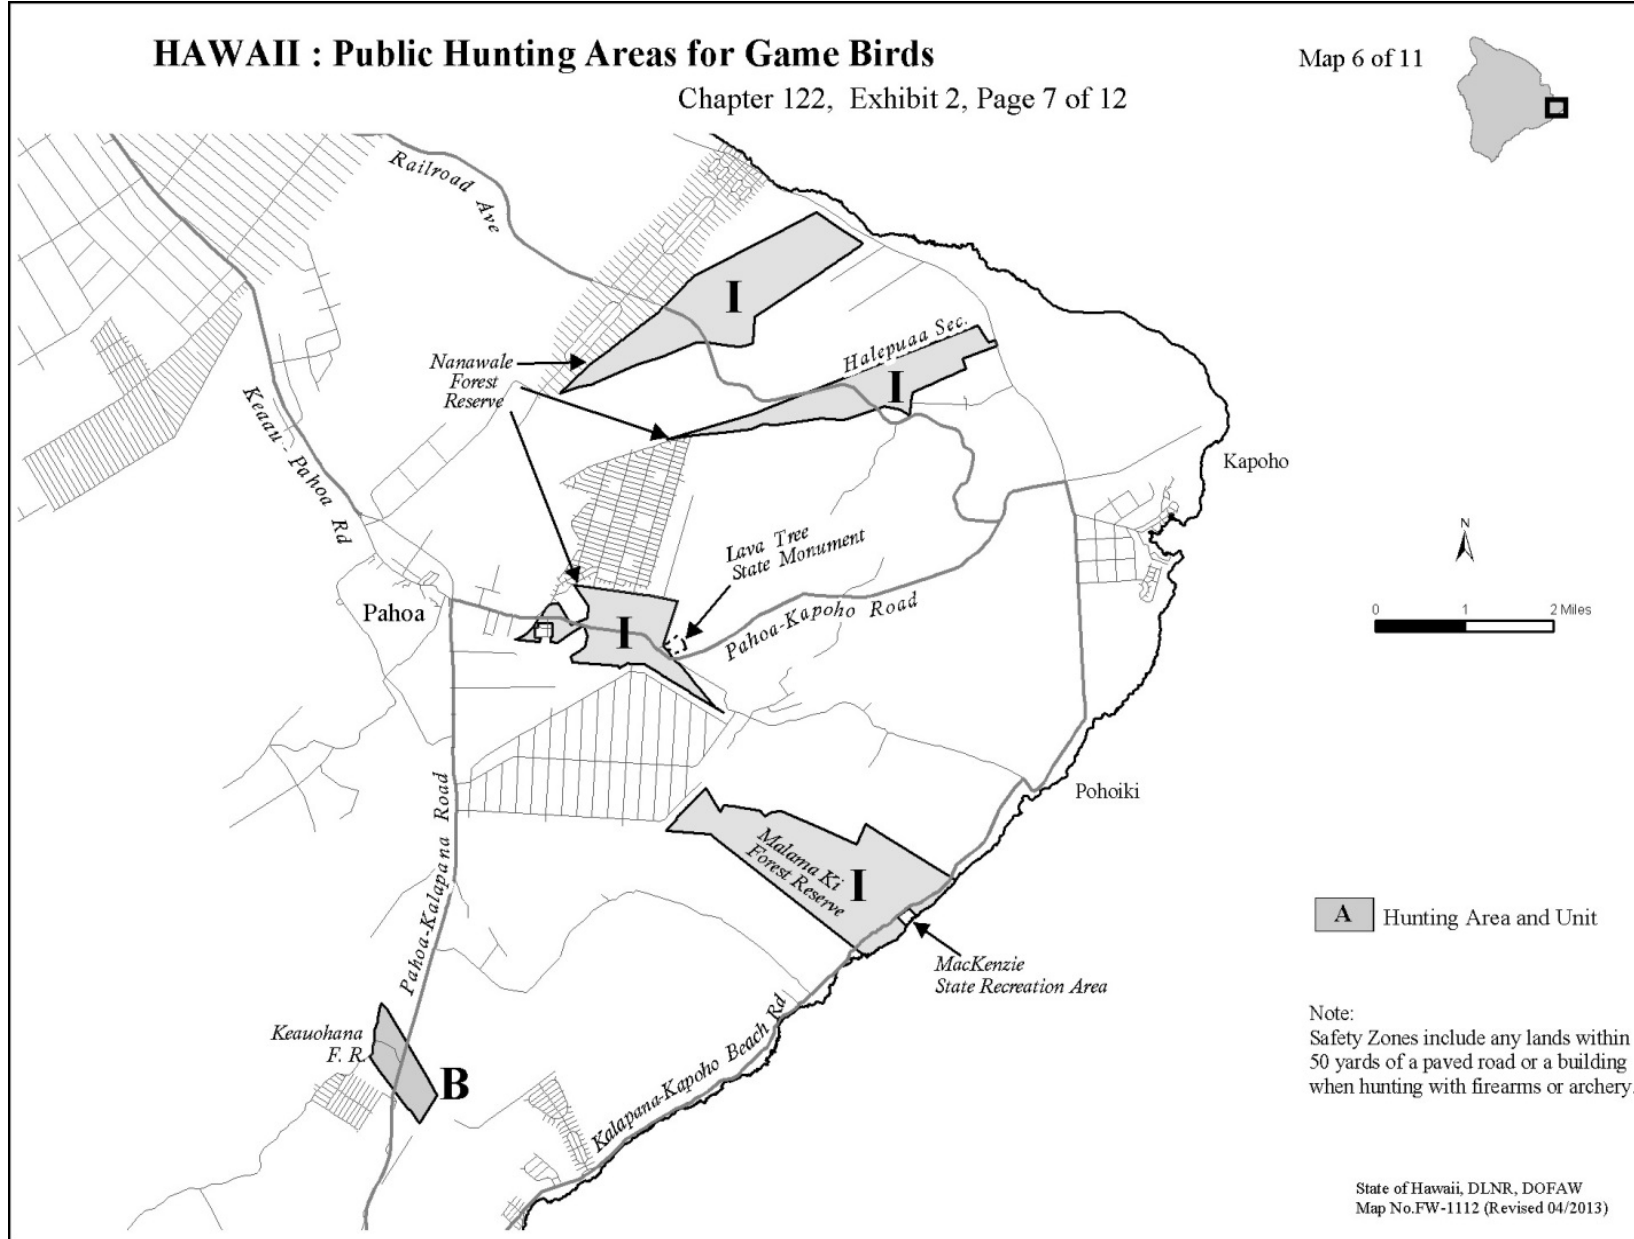 HAWAII : Public Hunting Areas for Game Birds
Map 6 of 11
Chapter 122, Exhibit 2, Page 7 of 12
Railroad Ave
I
Halepuaa Sec.
Nanawale
Forest
Reserve
I
Keaau - Pahoa Rd
Kapoho
N
Lava Tree
State Monument
Pahoa
I
Pahoa-Kapoho Road
0 1 2 Miles
Pahoa-Kalapana Road
Pohoiki
Malama Ki
Forest Reserve
I
A Hunting Area and Unit
MacKenzie
State Recreation Area
Keauohana
F. R.
B
Kalapana-Kapoho Beach Rd
Note:
Safety Zones include any lands within
50 yards of a paved road or a building
when hunting with firearms or archery.
State of Hawaii, DLNR, DOFAW
Map No.FW-1112 (Revised 04/2013)